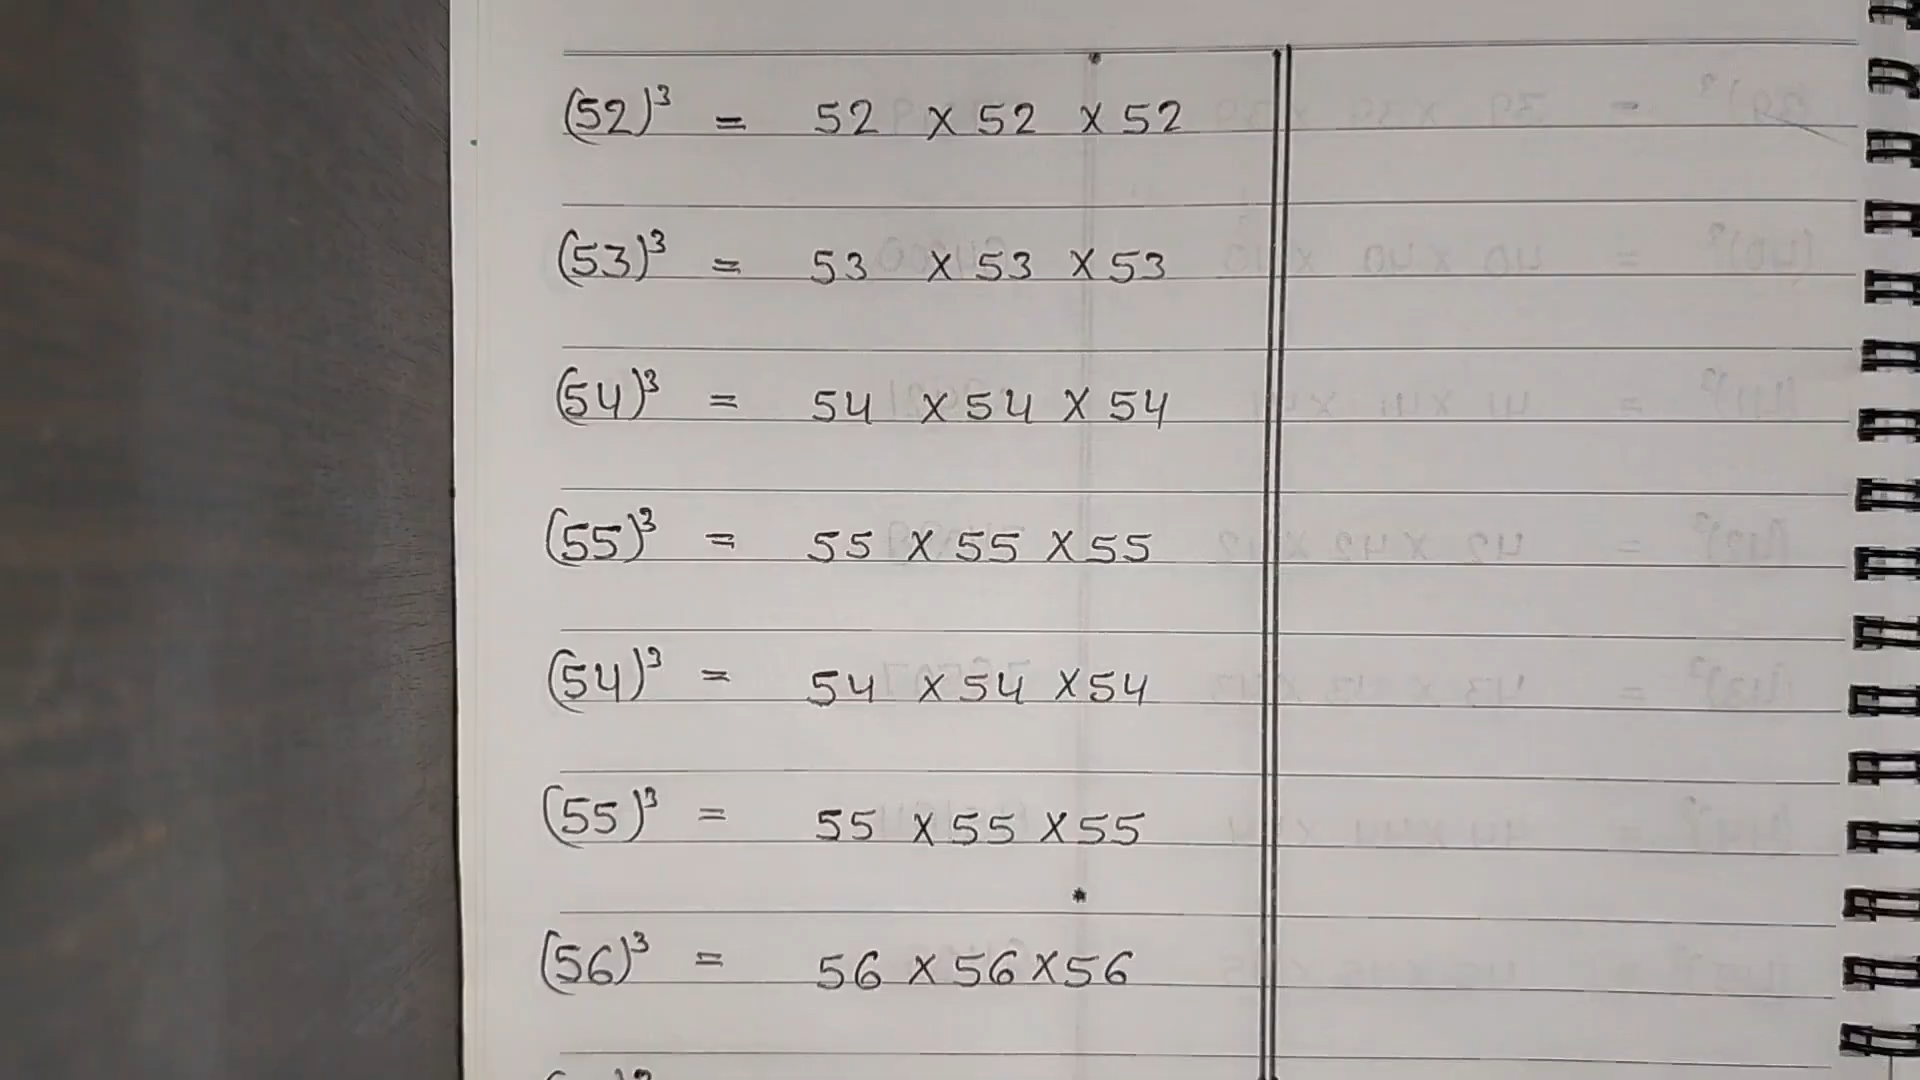 (52)³ = 52 × 52 × 52
(53)³ = 53 × 53 × 53
(54)³ = 54 × 54 × 54
(55)³ = 55 × 55 × 55
(54)³ = 54 × 54 × 54
(55)³ = 55 × 55 × 55
(56)³ = 56 × 56 × 56